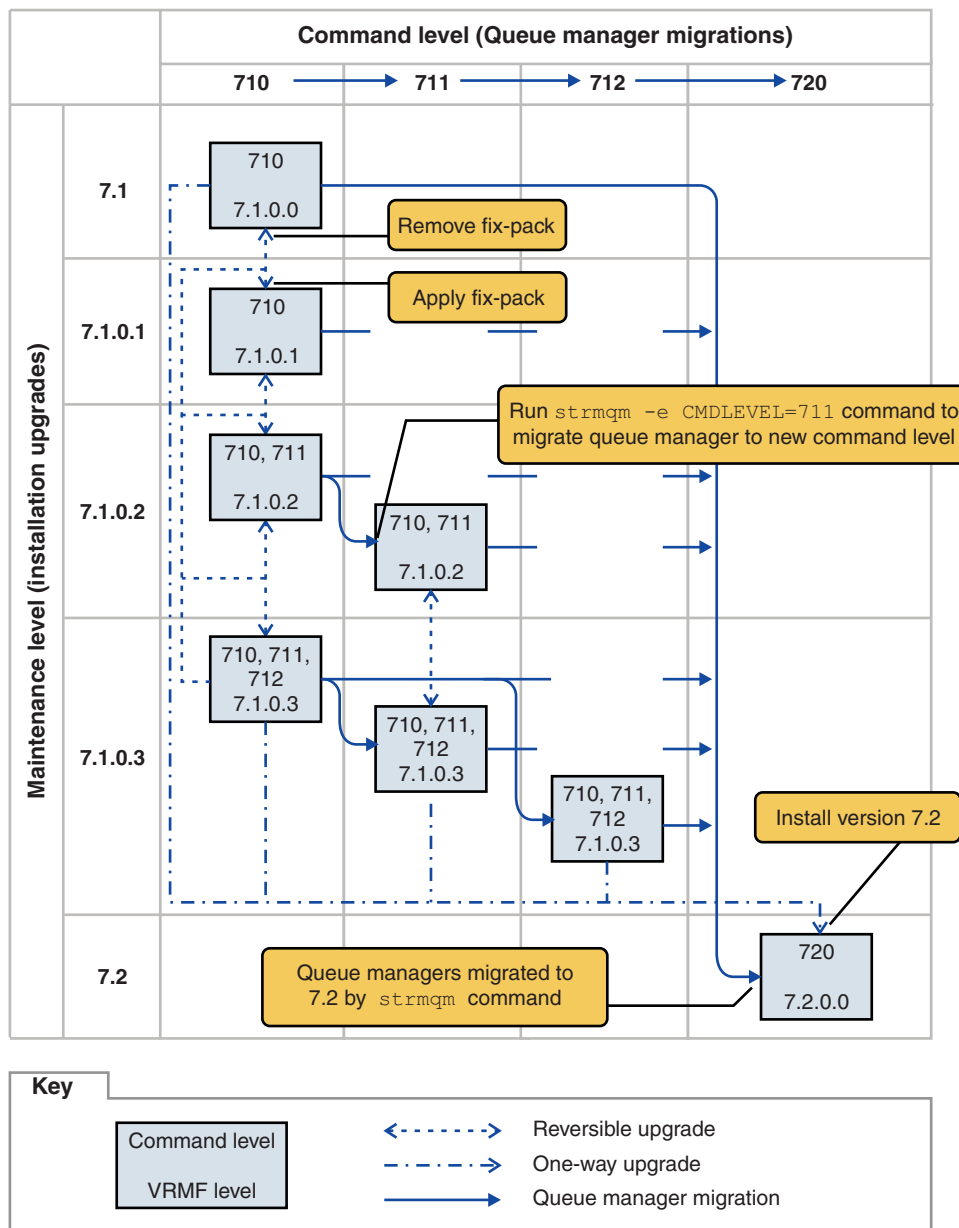 Command level (Queue manager migrations)
710
711
712
720
Maintenance level (installation upgrades)
7.1
710
7.1.0.0
Remove fix-pack
7.1.0.1
710
7.1.0.1
Apply fix-pack
Run strmqm -e CMDLEVEL=711 command to
migrate queue manager to new command level
7.1.0.2
710, 711
7.1.0.2
710, 711
7.1.0.2
7.1.0.3
710, 711,
712
7.1.0.3
710, 711,
712
7.1.0.3
710, 711,
712
7.1.0.3
Install version 7.2
7.2
Queue managers migrated to
7.2 by strmqm command
720
7.2.0.0
Key
Command level
VRMF level
Reversible upgrade
One-way upgrade
Queue manager migration